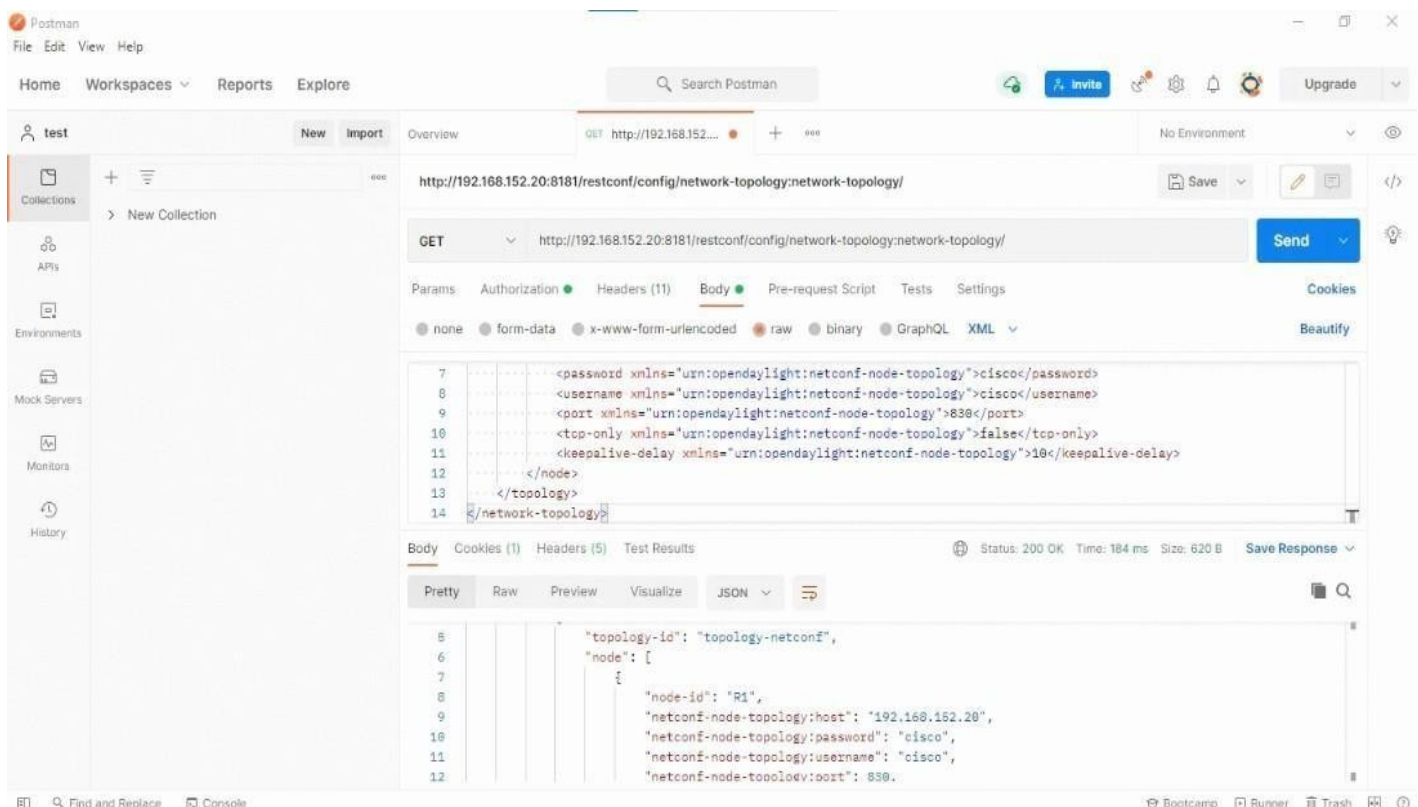 Postman
File Edit View Help
Home Workspaces Reports Explore
Search Postman
Invite
Upgrade
test
New Import
Overview
GET http://192.168.152....
No Environment
Collections
APIs
Environments
Mock Servers
Monitors
History
New Collection
http://192.168.152.20:8181/restconf/config/network-topology:network-topology/
Save
GET http://192.168.152.20:8181/restconf/config/network-topology:network-topology/
Send
Params Authorization Headers (11) Body Pre-request Script Tests Settings Cookies
none form-data x-www-form-urlencoded raw binary GraphQL XML Beautify
7 <password xmlns="urn:opendaylight:netconf-node-topology">cisco</password>
8 <username xmlns="urn:opendaylight:netconf-node-topology">cisco</username>
9 <port xmlns="urn:opendaylight:netconf-node-topology">830</port>
10 <tcp-only xmlns="urn:opendaylight:netconf-node-topology">false</tcp-only>
11 <keepalive-delay xmlns="urn:opendaylight:netconf-node-topology">10</keepalive-delay>
12 </node>
13 </topology>
14 </network-topology>
Body Cookies (1) Headers (5) Test Results Status: 200 OK Time: 184 ms Size: 620 B Save Response
Pretty Raw Preview Visualize JSON
5 "topology-id": "topology-netconf",
6 "node": [
7 {
8 "node-id": "R1",
9 "netconf-node-topology:host": "192.168.152.20",
10 "netconf-node-topology:password": "cisco",
11 "netconf-node-topology:username": "cisco",
12 "netconf-node-topology:port": 830,
Find and Replace Console Bootcamp Runner Trash